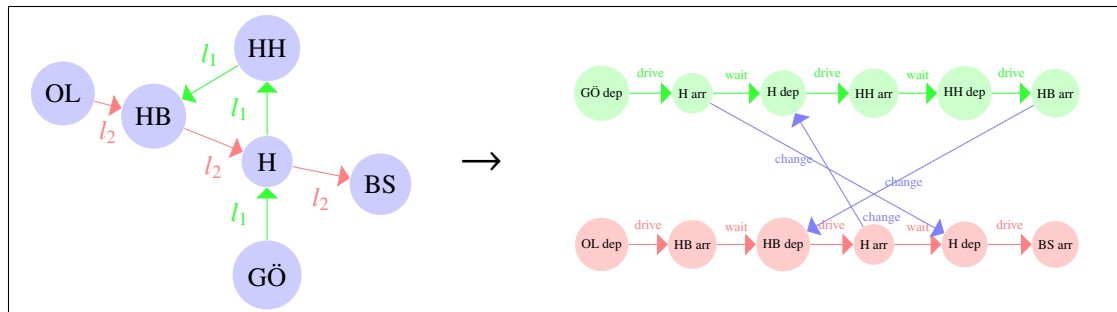 HH
l1
OL
HB
l1
l2
l2
H
l2
BS
l1
GÖ
→
drive wait drive wait drive
GÖ dep H arr H dep HH arr HH dep HB arr
change
change
change
drive wait drive wait drive
OL dep HB arr HB dep H arr H dep BS arr